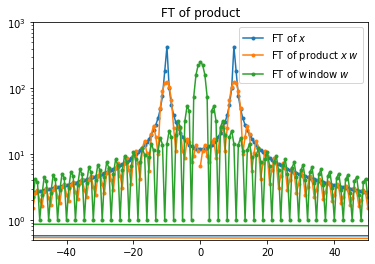 FT of product
FT of x
FT of product x w
FT of window w
10³
10²
10¹
10⁰
−40 −20 0 20 40